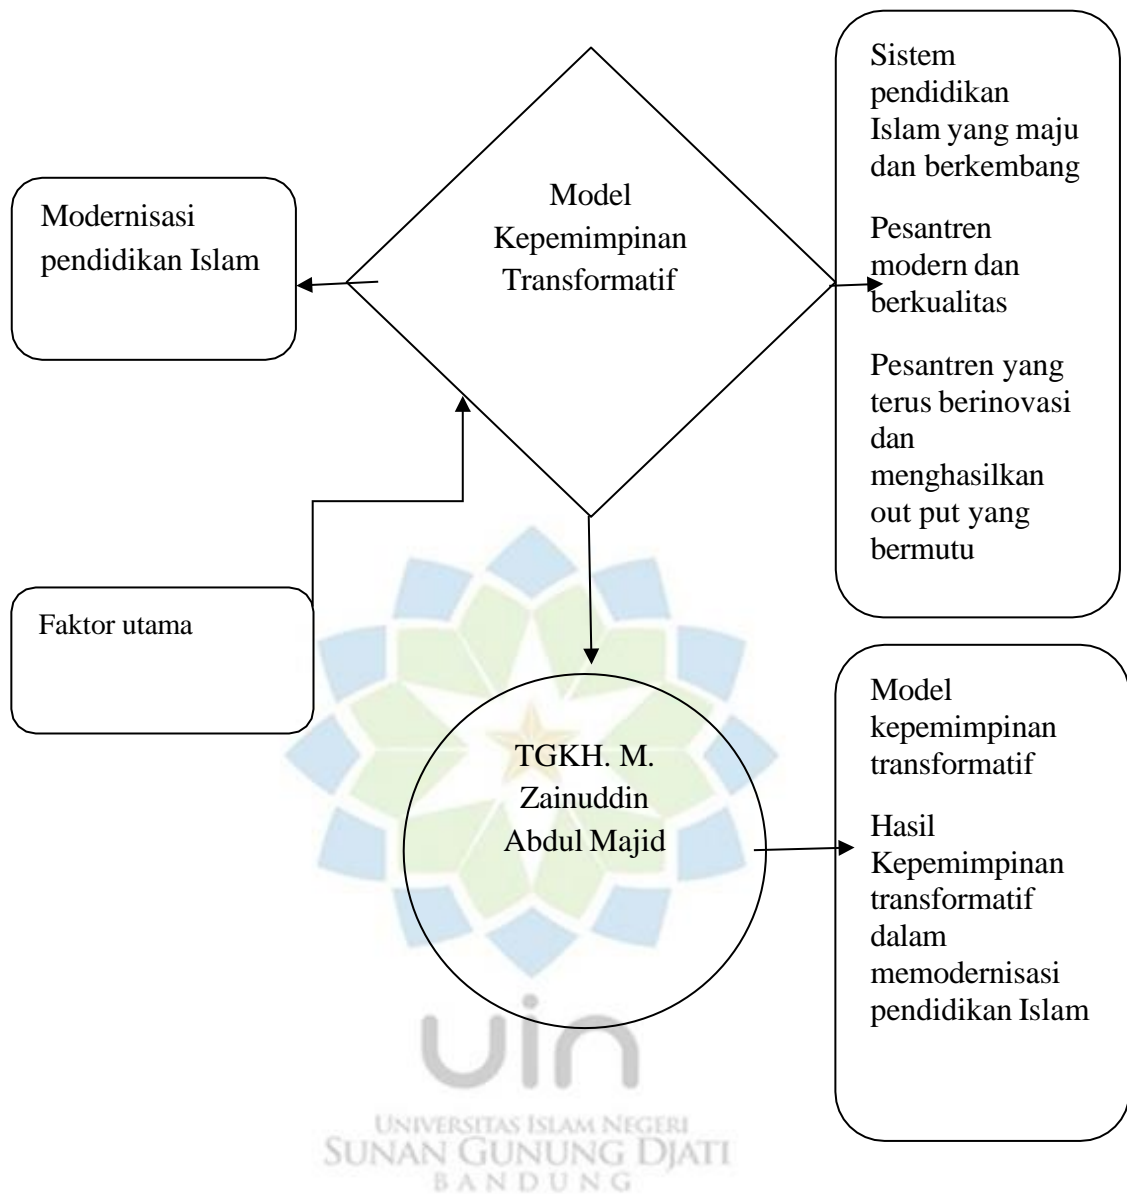 Sistem
pendidikan
Islam yang maju
dan berkembang
Pesantren
modern dan
berkualitas
Pesantren yang
terus berinovasi
dan
menghasilkan
out put yang
bermutu
Model
Kepemimpinan
Transformatif
Modernisasi
pendidikan Islam
Faktor utama
TGKH. M.
Zainuddin
Abdul Majid
Model
kepemimpinan
transformatif
Hasil
Kepemimpinan
transformatif
dalam
memodernisasi
pendidikan Islam
uin
UNIVERSITAS ISLAM NEGERI
SUNAN GUNUNG DJATI
BANDUNG